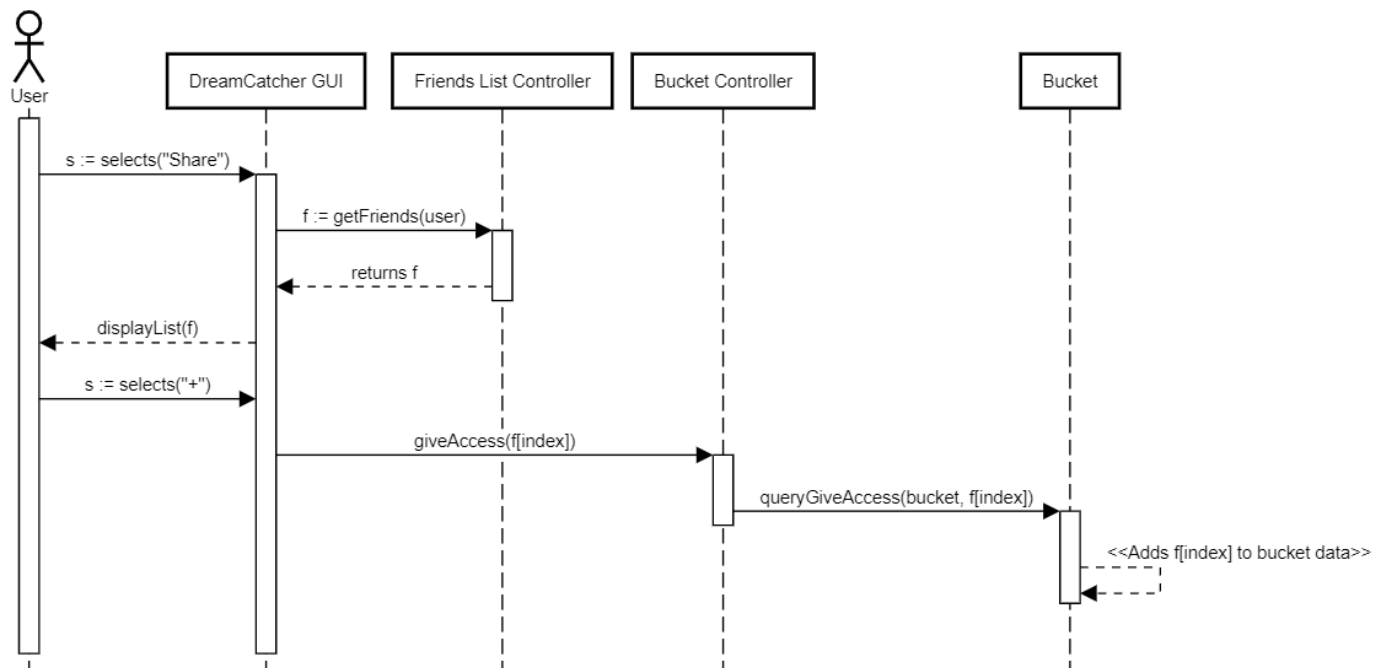 User
DreamCatcher GUI
Friends List Controller
Bucket Controller
Bucket
s := selects("Share")
f := getFriends(user)
returns f
displayList(f)
s := selects("+")
giveAccess(f[index])
queryGiveAccess(bucket, f[index])
<<Adds f[index] to bucket data>>